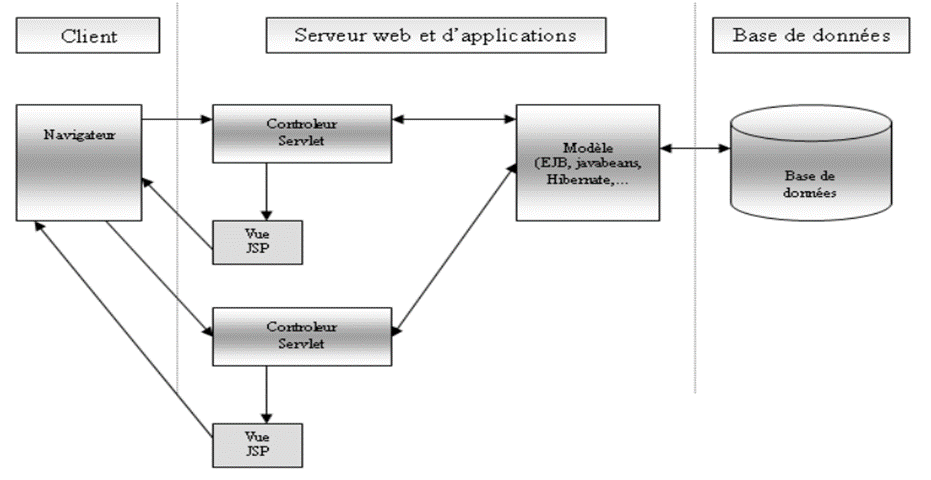 Client
Serveur web et d'applications
Base de données
Navigateur
Controleur
Servlet
Modèle
(EJB, javabeans,
Hibernate,...
Base de
données
Vue
JSP
Controleur
Servlet
Vue
JSP